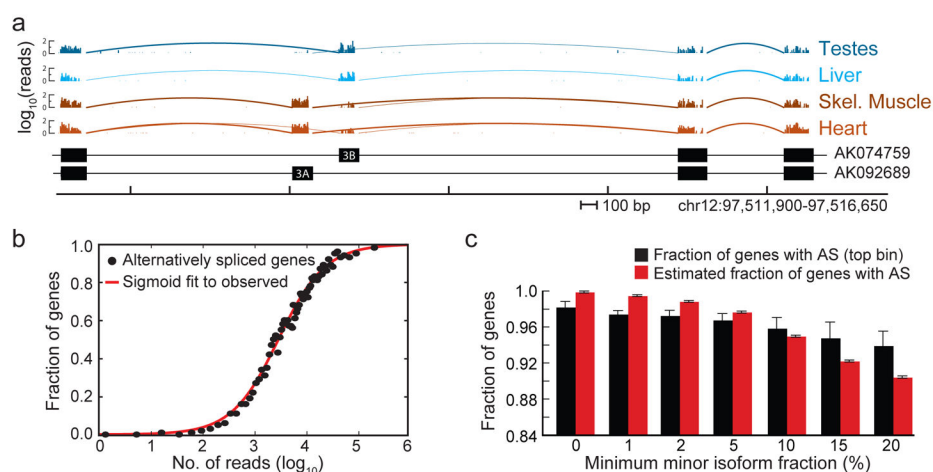 a
log10(reads)
2
0
Testes
2
0
Liver
2
0
Skel. Muscle
2
0
Heart
3B
AK074759
3A
AK092689
100 bp
chr12:97,511,900-97,516,650
b
Fraction of genes
1.0
0.8
0.6
0.4
0.2
0.0
Alternatively spliced genes
Sigmoid fit to observed
0 1 2 3 4 5 6
No. of reads (log10)
c
Fraction of genes with AS (top bin)
Estimated fraction of genes with AS
Fraction of genes
1.0
0.96
0.92
0.88
0.84
0 1 2 5 10 15 20
Minimum minor isoform fraction (%)